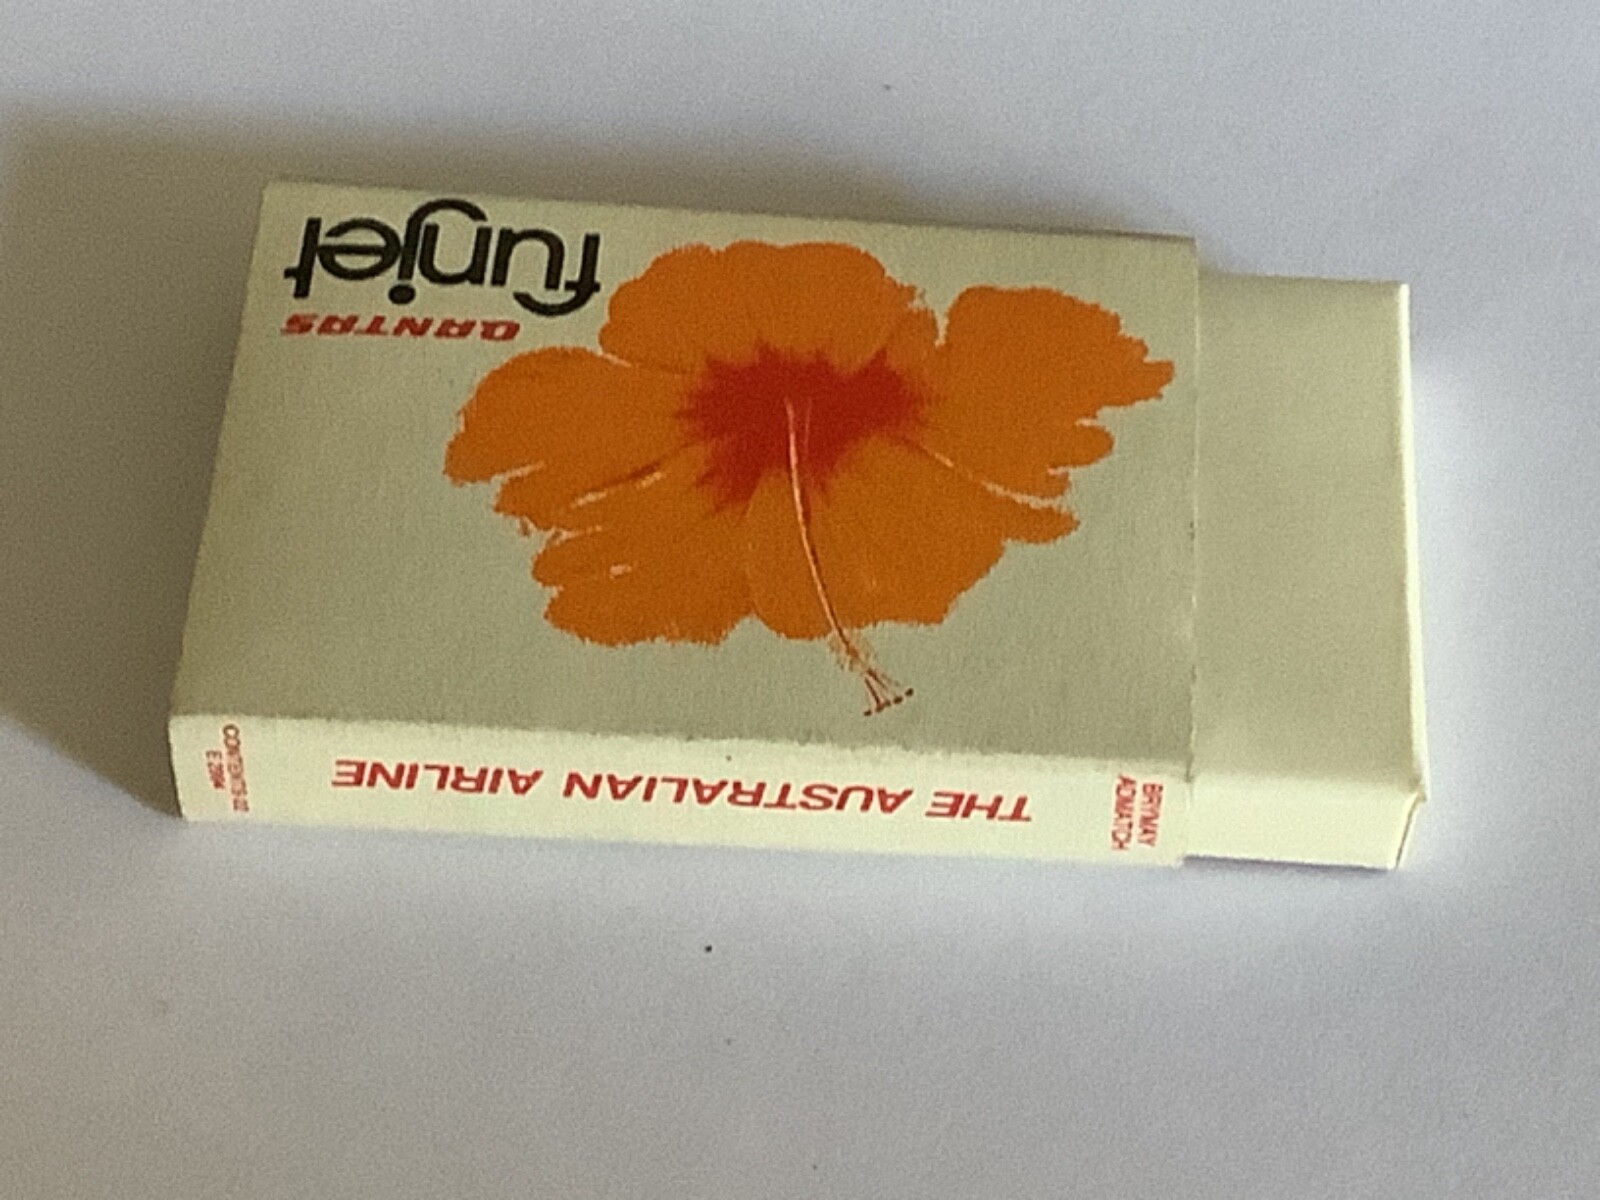 QANTAS
funjet
BRYMAY
ADMATCH
THE AUSTRALIAN AIRLINE